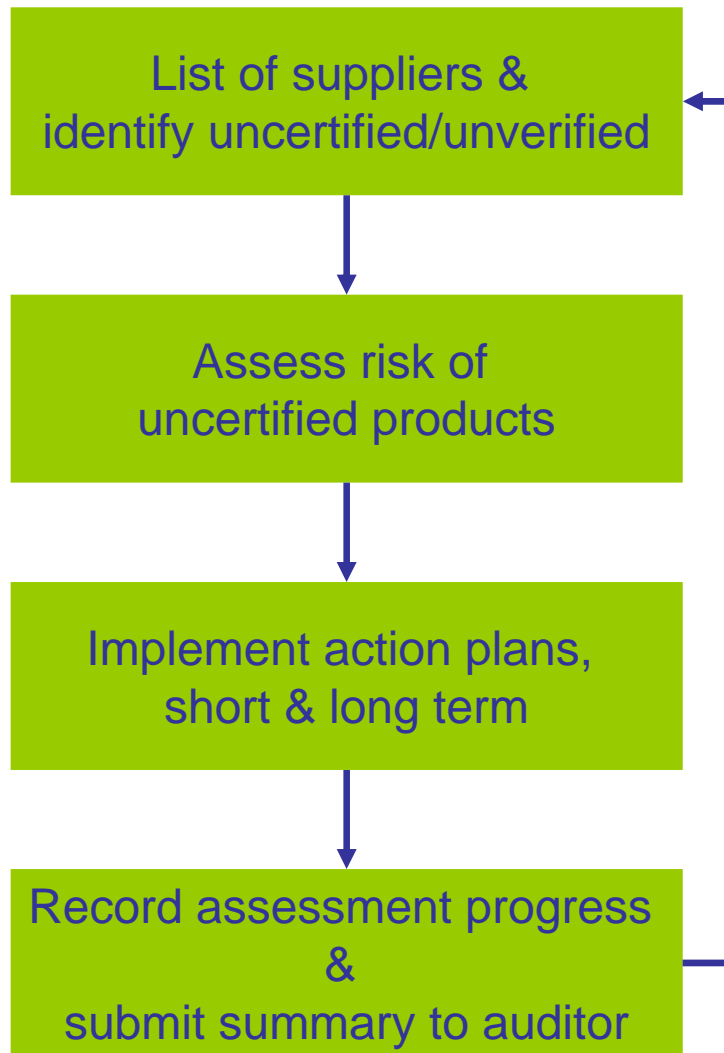 List of suppliers &
identify uncertified/unverified
Assess risk of
uncertified products
Implement action plans,
short & long term
Record assessment progress
&
submit summary to auditor